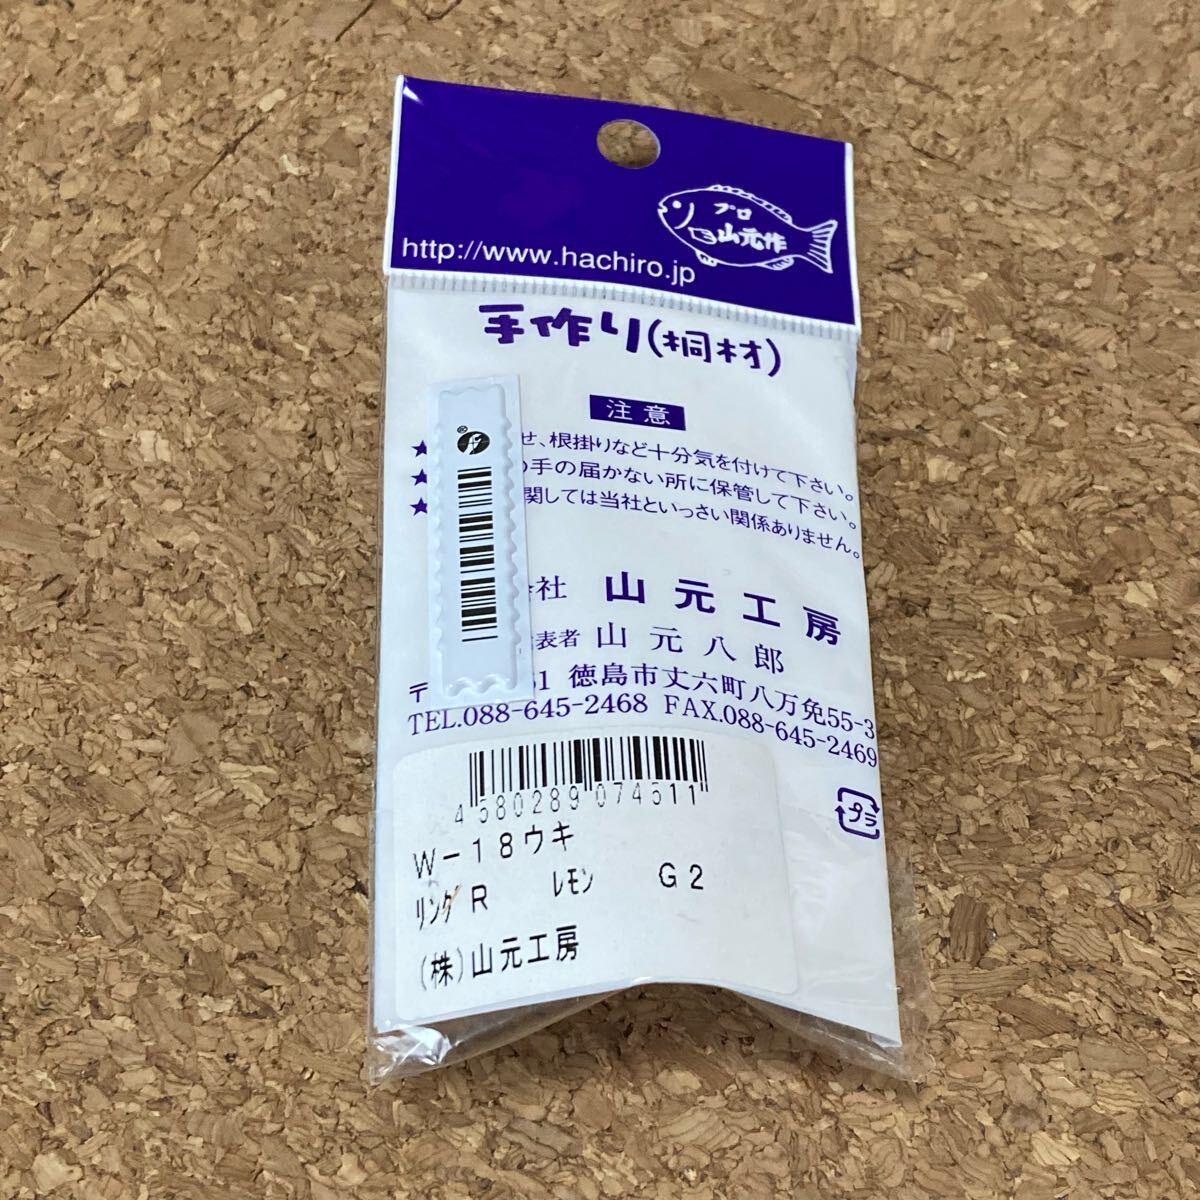 プロ
山元作
http://www.hachiro.jp
手作り(桐材)
注意
★ せ、根掛りなど十分気を付けて下さい。
★ の手の届かない所に保管して下さい。
★ 関しては当社といっさい関係ありません。
社 山元工房
表者 山元八郎
〒 51 徳島市丈六町八万免55-3
TEL.088-645-2468 FAX.088-645-2469
4580289074511
プラ
W-18ウキ
リングR レモン G2
(株)山元工房